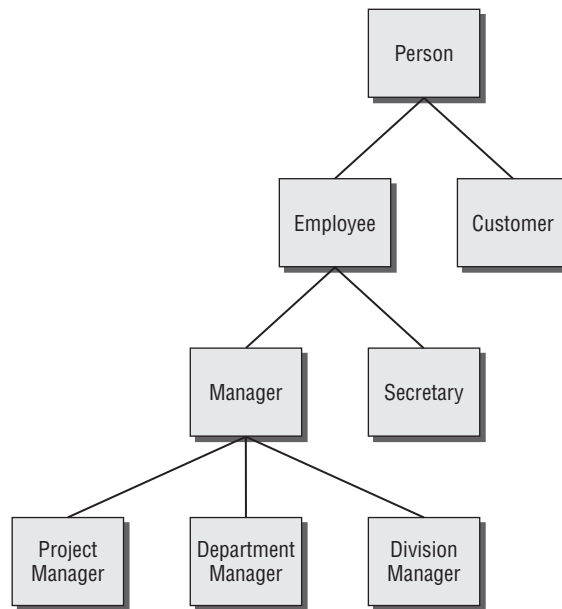 Person
Employee
Customer
Manager
Secretary
Project
Manager
Department
Manager
Division
Manager